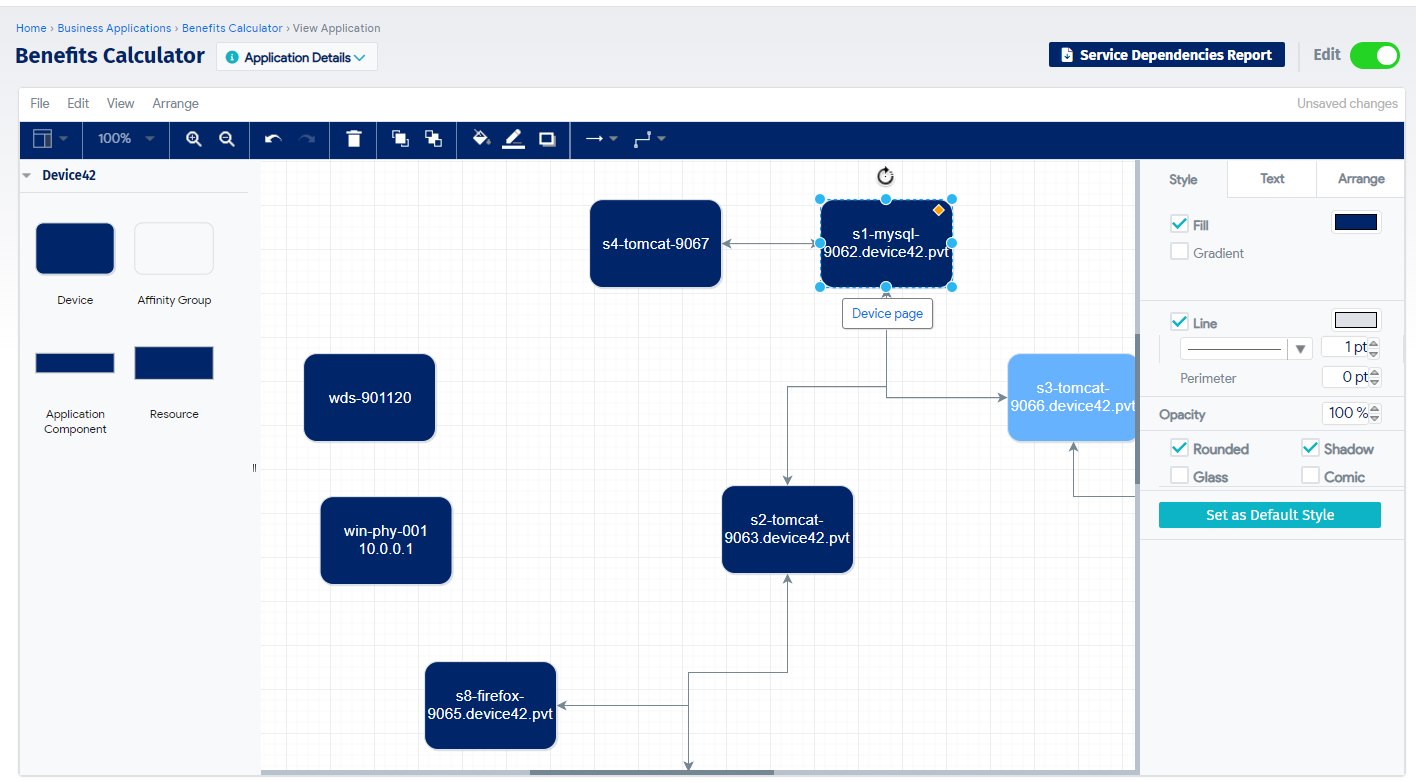 Home › Business Applications › Benefits Calculator › View Application
Benefits Calculator
Application Details
Service Dependencies Report
Edit
File Edit View Arrange
Unsaved changes
100%
Device42
Device
Affinity Group
Application
Component
Resource
s4-tomcat-9067
s1-mysql-
9062.device42.pvt
Device page
wds-901120
s3-tomcat-
9066.device42.pvt
win-phy-001
10.0.0.1
s2-tomcat-
9063.device42.pvt
s8-firefox-
9065.device42.pvt
Style Text Arrange
Fill
Gradient
Line
1 pt
Perimeter
0 pt
Opacity
100 %
Rounded
Shadow
Glass
Comic
Set as Default Style